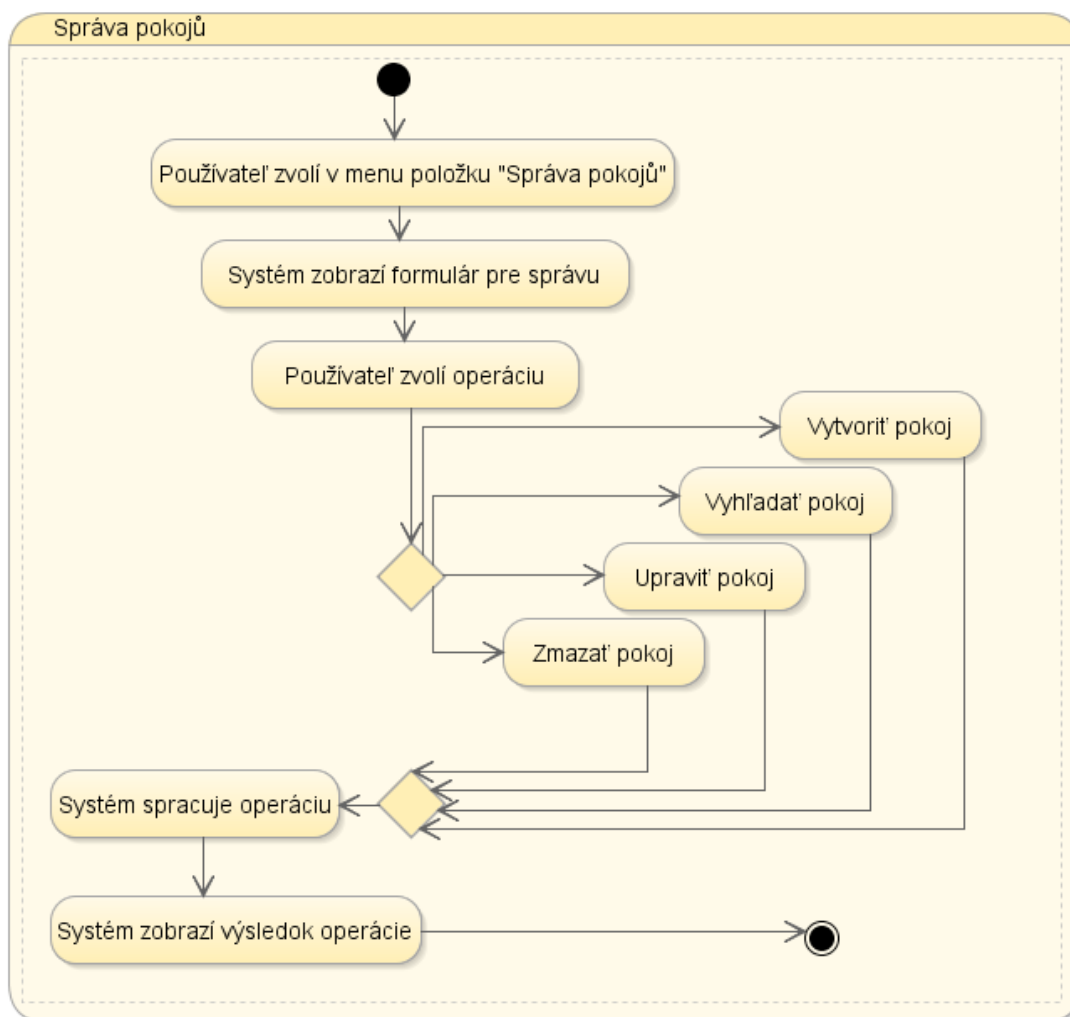 Správa pokojů
Používateľ zvolí v menu položku "Správa pokojů"
Systém zobrazí formulár pre správu
Používateľ zvolí operáciu
Vytvoriť pokoj
Vyhľadať pokoj
Upraviť pokoj
Zmazať pokoj
Systém spracuje operáciu
Systém zobrazí výsledok operácie